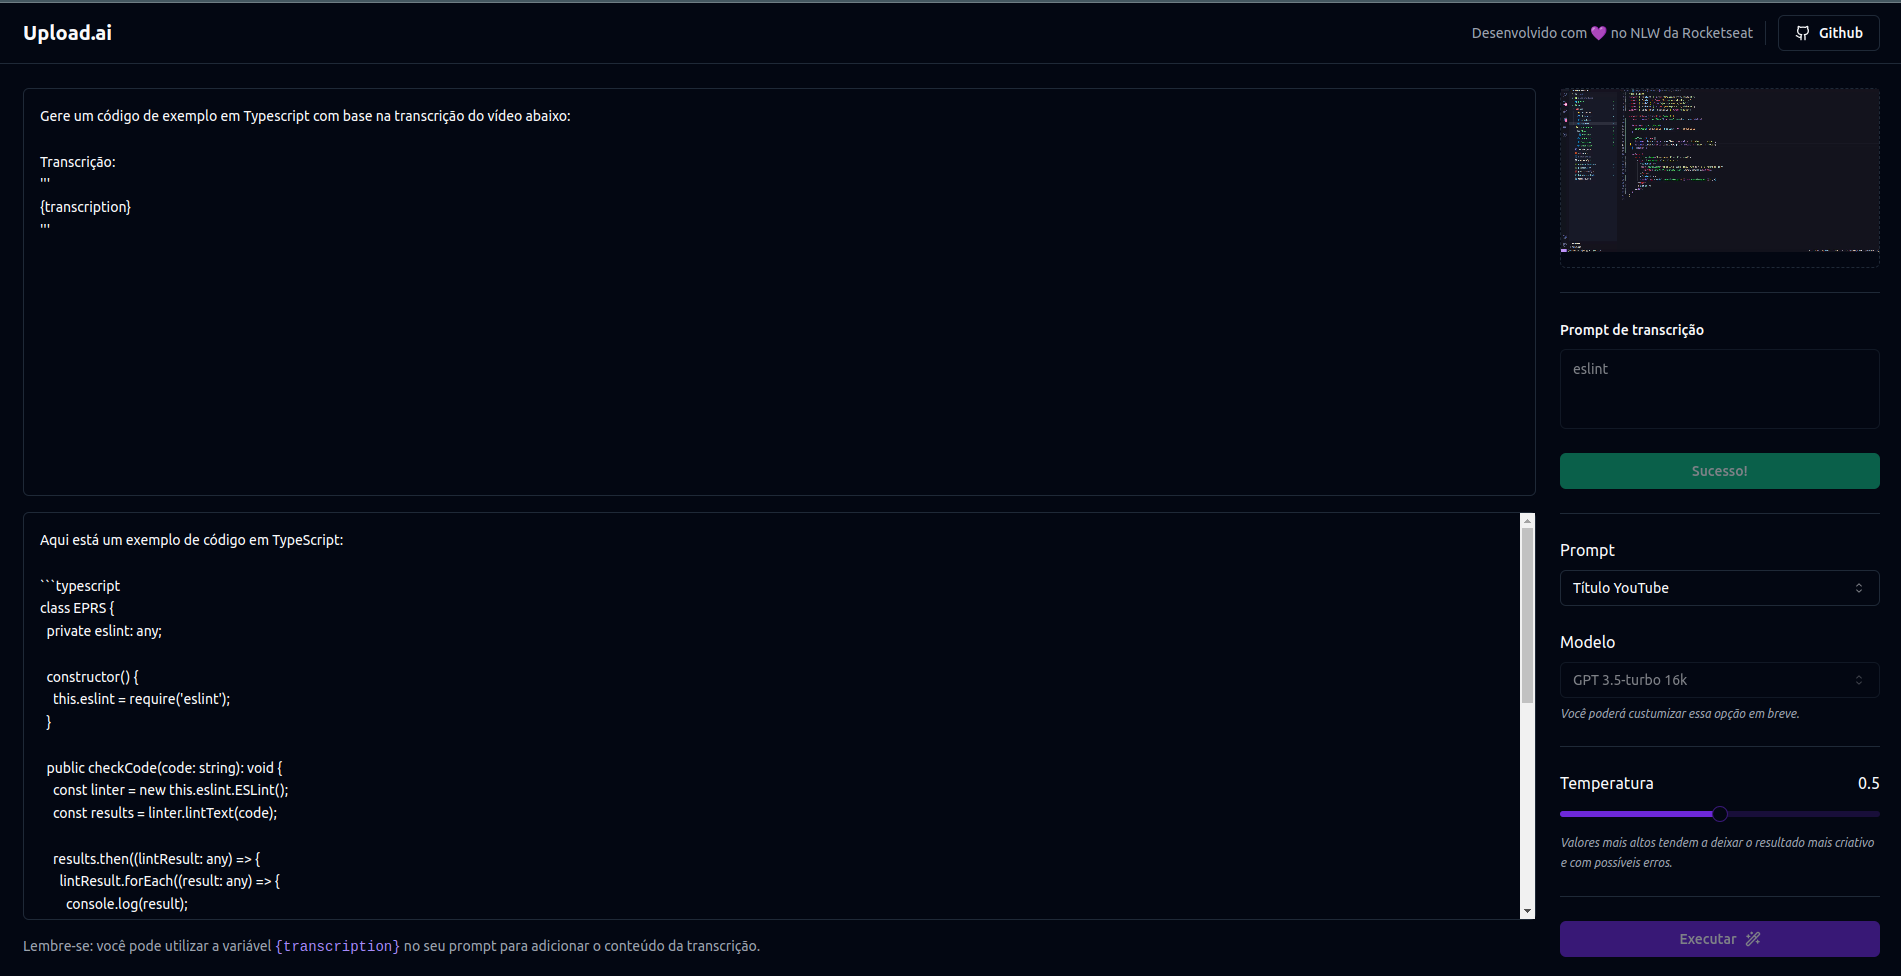 Upload.ai
Desenvolvido com 💜 no NLW da Rocketseat
Github
Gere um código de exemplo em Typescript com base na transcrição do vídeo abaixo:
Transcrição:
'''
{transcription}
'''
Aqui está um exemplo de código em TypeScript:
```typescript
class EPRS {
private eslint: any;
constructor() {
this.eslint = require('eslint');
}
public checkCode(code: string): void {
const linter = new this.eslint.ESLint();
const results = linter.lintText(code);
results.then((lintResult: any) => {
lintResult.forEach((result: any) => {
console.log(result);
Lembre-se: você pode utilizar a variável {transcription} no seu prompt para adicionar o conteúdo da transcrição.
Prompt de transcrição
eslint
Sucesso!
Prompt
Título YouTube
Modelo
GPT 3.5-turbo 16k
Você poderá custumizar essa opção em breve.
Temperatura 0.5
Valores mais altos tendem a deixar o resultado mais criativo
e com possíveis erros.
Executar